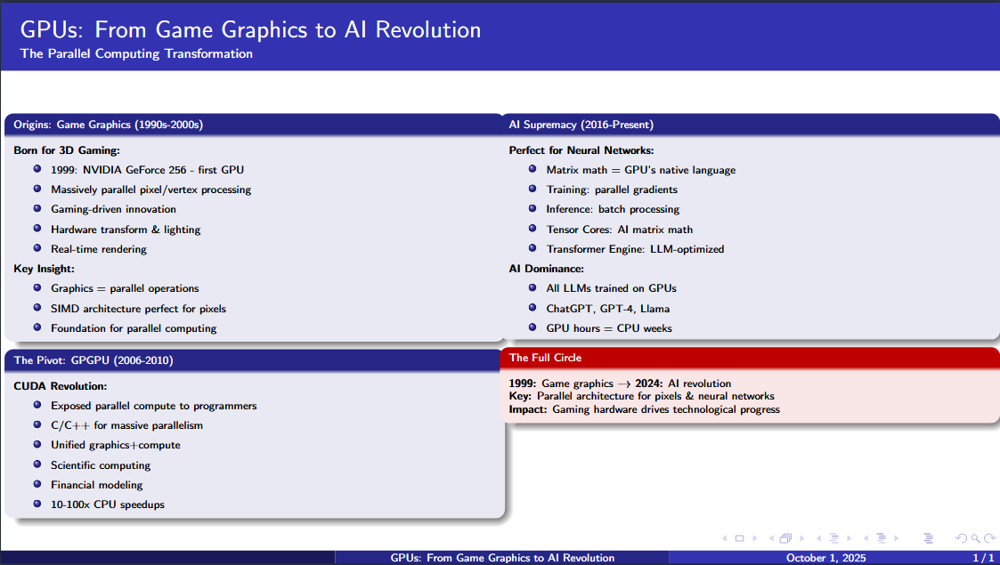 GPUs: From Game Graphics to AI Revolution
The Parallel Computing Transformation
Origins: Game Graphics (1990s-2000s)
Born for 3D Gaming:
1999: NVIDIA GeForce 256 - first GPU
Massively parallel pixel/vertex processing
Gaming-driven innovation
Hardware transform & lighting
Real-time rendering
Key Insight:
Graphics = parallel operations
SIMD architecture perfect for pixels
Foundation for parallel computing
The Pivot: GPGPU (2006-2010)
CUDA Revolution:
Exposed parallel compute to programmers
C/C++ for massive parallelism
Unified graphics+compute
Scientific computing
Financial modeling
10-100x CPU speedups
AI Supremacy (2016-Present)
Perfect for Neural Networks:
Matrix math = GPU's native language
Training: parallel gradients
Inference: batch processing
Tensor Cores: AI matrix math
Transformer Engine: LLM-optimized
AI Dominance:
All LLMs trained on GPUs
ChatGPT, GPT-4, Llama
GPU hours = CPU weeks
The Full Circle
1999: Game graphics → 2024: AI revolution
Key: Parallel architecture for pixels & neural networks
Impact: Gaming hardware drives technological progress
GPUs: From Game Graphics to AI Revolution
October 1, 2025
1 / 1